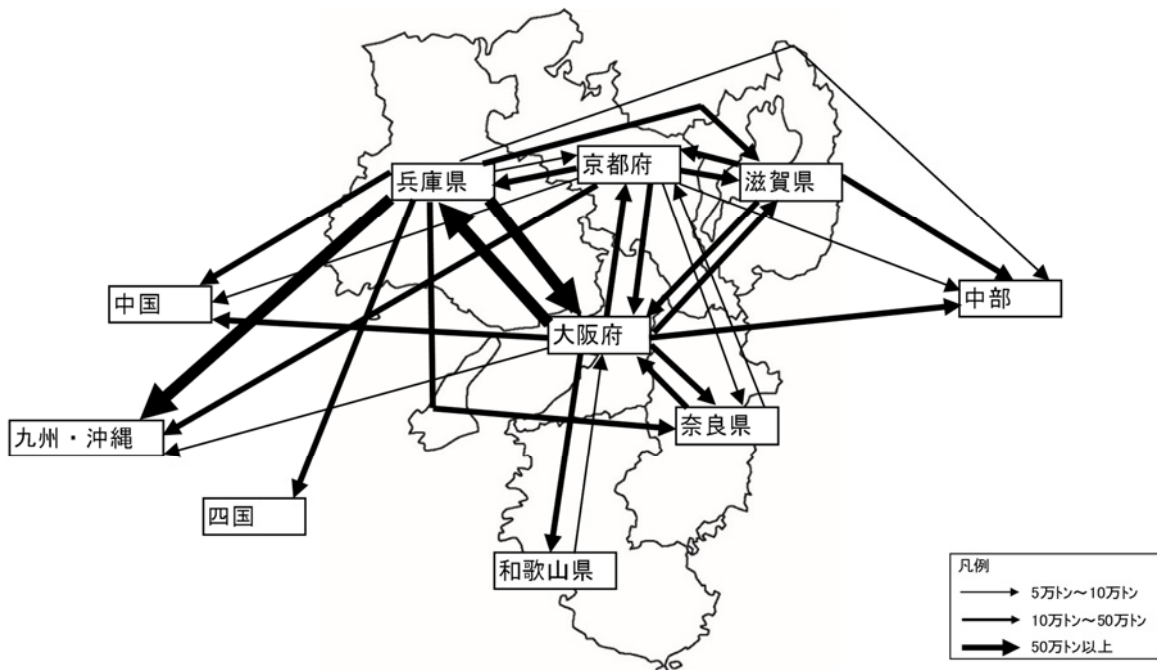 京都府
兵庫県
滋賀県
中国
中部
大阪府
九州・沖縄
奈良県
四国
和歌山県
凡例
5万トン～10万トン
10万トン～50万トン
50万トン以上